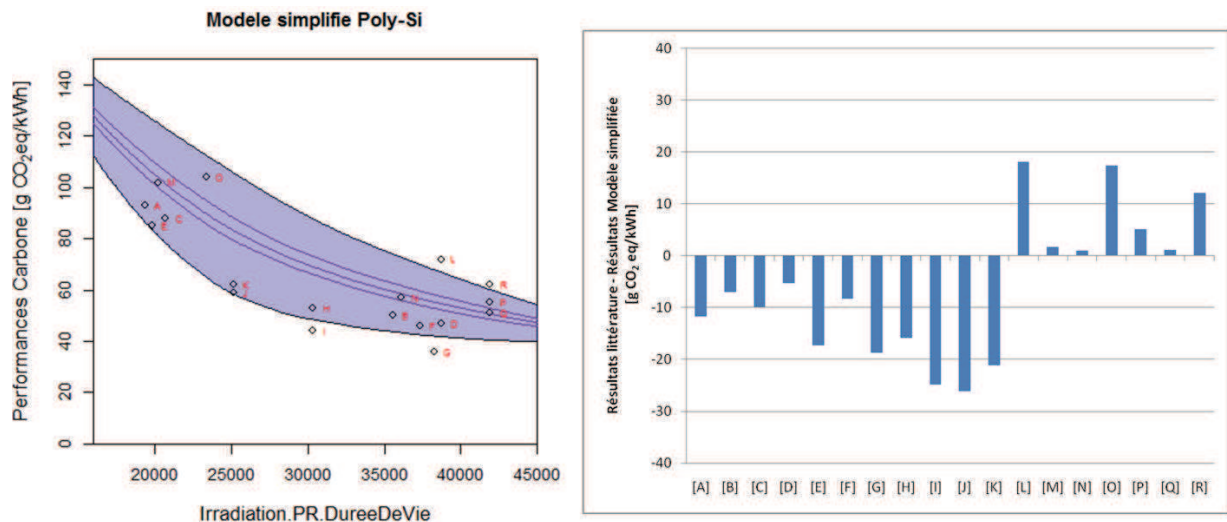 Modele simplifie Poly-Si
Performances Carbone [g CO₂eq/kWh]
140
120
100
80
60
40
20
0
M
O
A
C
E
K
J
H
I
L
B
F
D
G
R
P
20000
25000
30000
35000
40000
45000
Irradiation.PR.DureeDeVie
Résultats littérature - Résultats Modèle simplifiée
[g CO₂ eq/kWh]
40
30
20
10
0
-10
-20
-30
-40
[A] [B] [C] [D] [E] [F] [G] [H] [I] [J] [K] [L] [M] [N] [O] [P] [Q] [R]